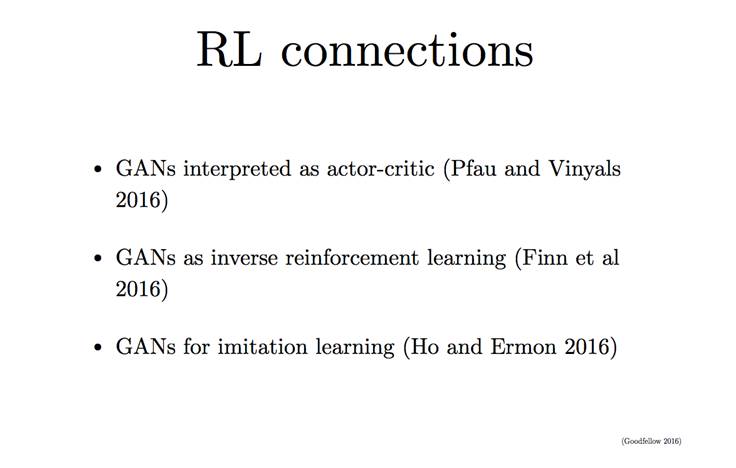 RL connections
• GANs interpreted as actor-critic (Pfau and Vinyals
2016)
• GANs as inverse reinforcement learning (Finn et al
2016)
• GANs for imitation learning (Ho and Ermon 2016)
(Goodfellow 2016)